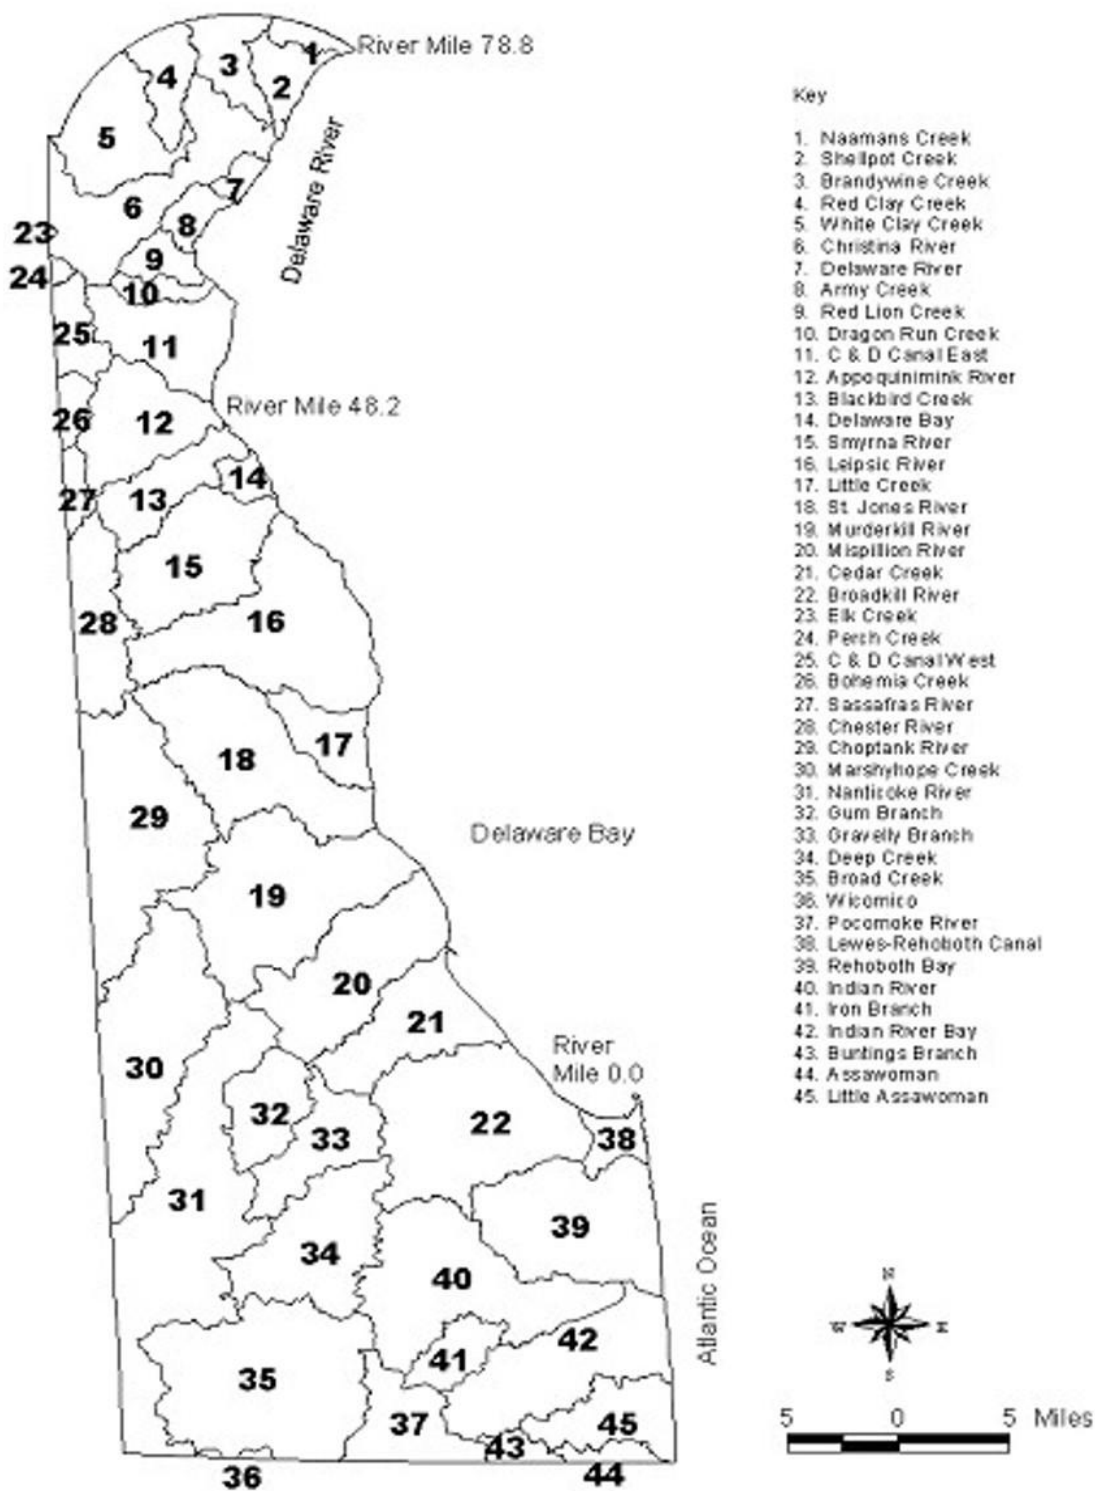 1
River Mile 78.8
3
4
2
5
Delaware River
7
6
8
23
9
24
10
25
11
River Mile 48.2
26
12
14
27
13
15
28
16
17
18
29
Delaware Bay
19
20
21
River
Mile 0.0
30
32
22
33
38
31
39
34
40
Atlantic Ocean
42
41
35
37
45
43
36
44
Key
1. Naamans Creek
2. Shellpot Creek
3. Brandywine Creek
4. Red Clay Creek
5. White Clay Creek
6. Christina River
7. Delaware River
8. Army Creek
9. Red Lion Creek
10. Dragon Run Creek
11. C & D Canal East
12. Appoquinimink River
13. Blackbird Creek
14. Delaware Bay
15. Smyrna River
16. Leipsic River
17. Little Creek
18. St. Jones River
19. Murderkill River
20. Mispillion River
21. Cedar Creek
22. Broadkill River
23. Elk Creek
24. Perch Creek
25. C & D Canal West
26. Bohemia Creek
27. Sassafras River
28. Chester River
29. Choptank River
30. Marshyhope Creek
31. Nanticoke River
32. Gum Branch
33. Gravelly Branch
34. Deep Creek
35. Broad Creek
36. Wicomico
37. Pocomoke River
38. Lewes-Rehoboth Canal
39. Rehoboth Bay
40. Indian River
41. Iron Branch
42. Indian River Bay
43. Buntings Branch
44. Assawoman
45. Little Assawoman
N
W E
S
5 0 5 Miles